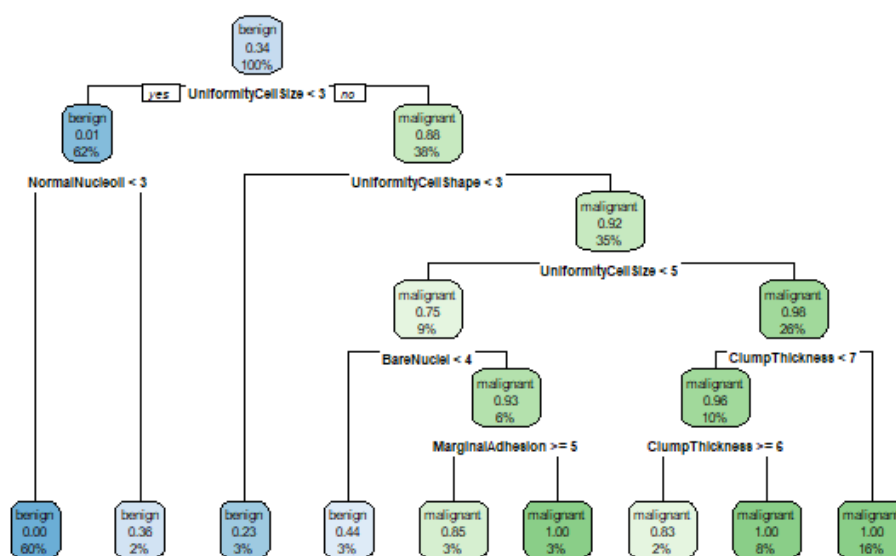 benign
0.34
100%
yes UniformityCellSize < 3 no
benign
0.01
62%
malignant
0.88
38%
NormalNucleoli < 3
UniformityCellShape < 3
malignant
0.92
35%
UniformityCellSize < 5
malignant
0.75
9%
malignant
0.98
26%
BareNuclei < 4
ClumpThickness < 7
malignant
0.93
6%
malignant
0.96
10%
MarginalAdhesion >= 5
ClumpThickness >= 6
benign
0.00
60%
benign
0.36
2%
benign
0.23
3%
benign
0.44
3%
malignant
0.85
3%
malignant
1.00
3%
malignant
0.83
2%
malignant
1.00
8%
malignant
1.00
16%